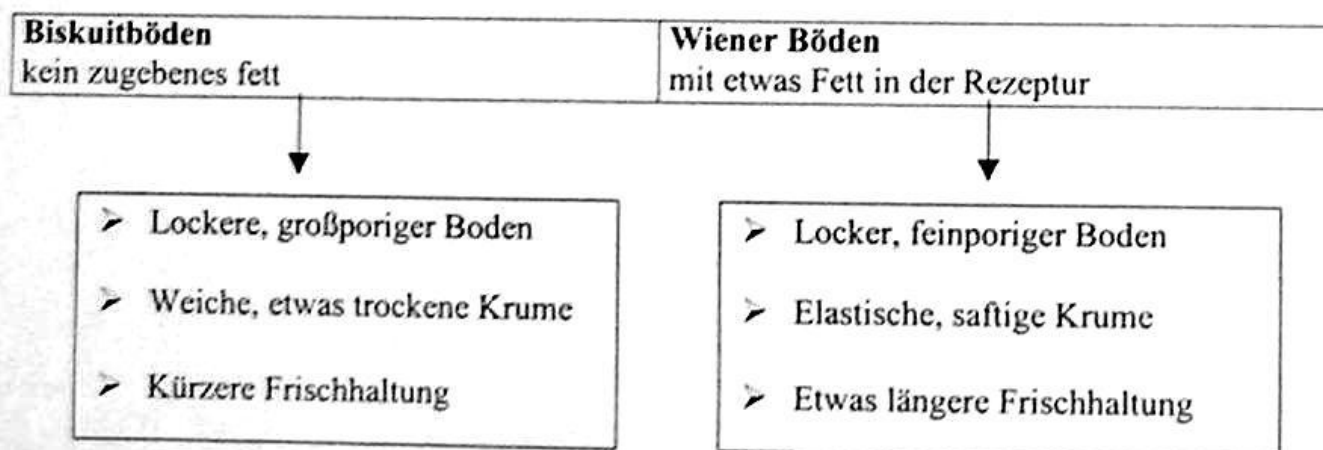 Biskuitböden
kein zugebenes fett
Wiener Böden
mit etwas Fett in der Rezeptur
➢ Lockere, großporiger Boden
➢ Weiche, etwas trockene Krume
➢ Kürzere Frischhaltung
➢ Locker, feinporiger Boden
➢ Elastische, saftige Krume
➢ Etwas längere Frischhaltung